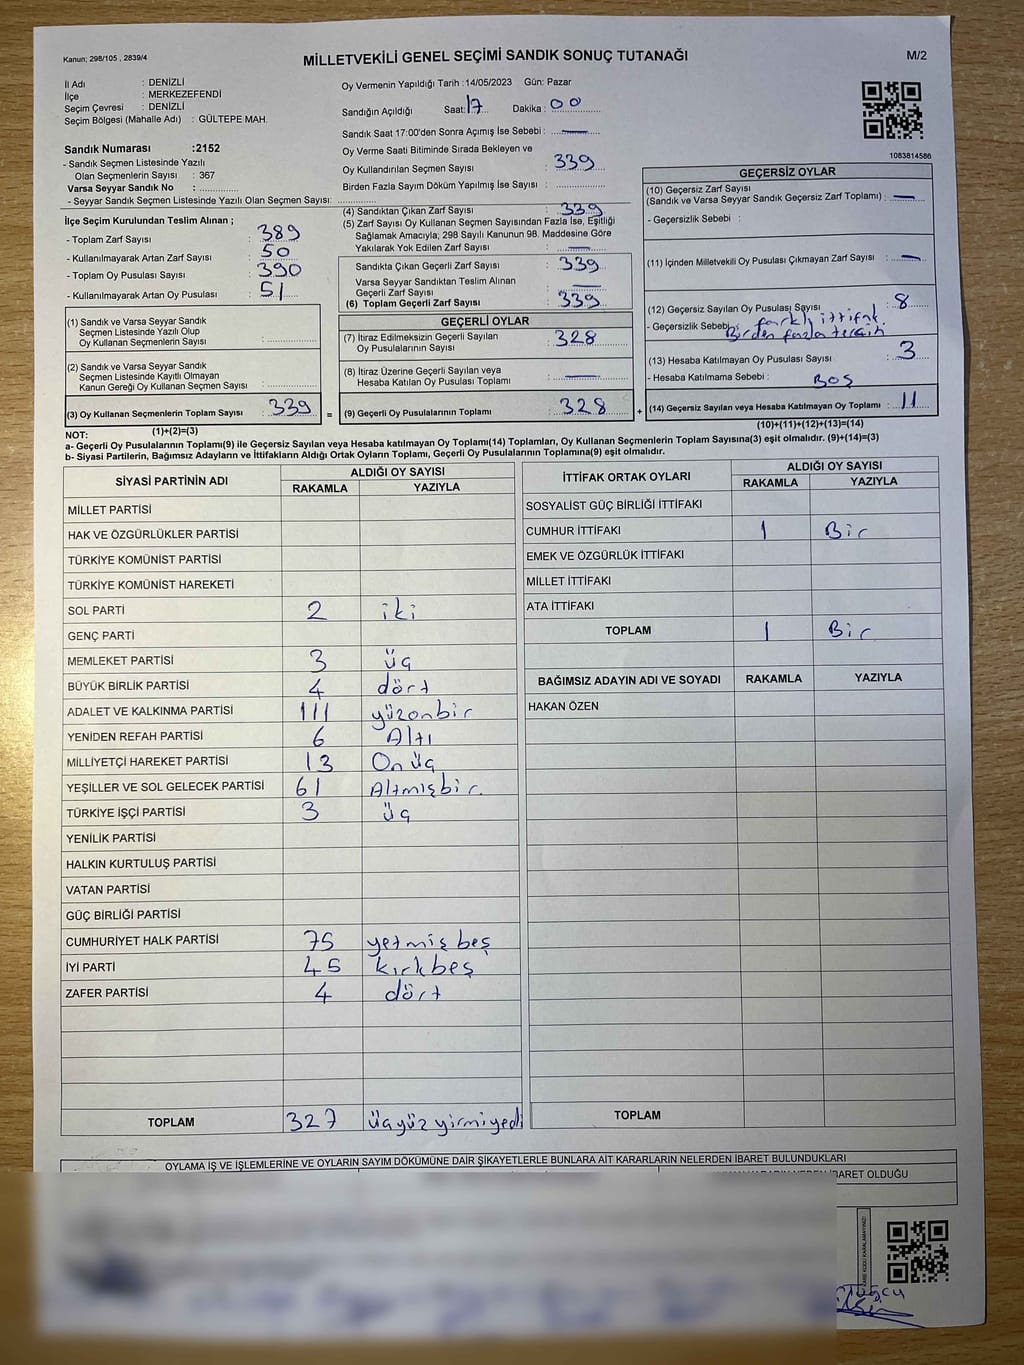 Kanun; 298/105 , 2839/4
MİLLETVEKİLİ GENEL SEÇİMİ SANDIK SONUÇ TUTANAĞI
M/2
İl Adı : DENİZLİ
İlçe : MERKEZEFENDİ
Seçim Çevresi : DENİZLİ
Seçim Bölgesi (Mahalle Adı) : GÜLTEPE MAH.
Oy Vermenin Yapıldığı Tarih : 14/05/2023 Gün: Pazar
Sandığın Açıldığı Saat: 17 Dakika : 00
Sandık Saat 17:00'den Sonra Açımış İse Sebebi : —
Sandık Numarası :2152
- Sandık Seçmen Listesinde Yazılı
Olan Seçmenlerin Sayısı : 367
Varsa Seyyar Sandık No :
- Seyyar Sandık Seçmen Listesinde Yazılı Olan Seçmen Sayısı:
Oy Verme Saati Bitiminde Sırada Bekleyen ve
Oy Kullandırılan Seçmen Sayısı : 339
Birden Fazla Sayım Döküm Yapılmış İse Sayısı :
1083814586
İlçe Seçim Kurulundan Teslim Alınan ;
- Toplam Zarf Sayısı : 389
- Kullanılmayarak Artan Zarf Sayısı : 50
- Toplam Oy Pusulası Sayısı : 390
- Kullanılmayarak Artan Oy Pusulası : 51
(4) Sandıktan Çıkan Zarf Sayısı : 339
(5) Zarf Sayısı Oy Kullanan Seçmen Sayısından Fazla İse, Eşitliği
Sağlamak Amacıyla; 298 Sayılı Kanunun 98. Maddesine Göre
Yakılarak Yok Edilen Zarf Sayısı : —
Sandıkta Çıkan Geçerli Zarf Sayısı : 339
Varsa Seyyar Sandıktan Teslim Alınan
Geçerli Zarf Sayısı : —
(6) Toplam Geçerli Zarf Sayısı : 339
GEÇERSİZ OYLAR
(10) Geçersiz Zarf Sayısı
(Sandık ve Varsa Seyyar Sandık Geçersiz Zarf Toplamı) : —
- Geçersizlik Sebebi :
(11) İçinden Milletvekili Oy Pusulası Çıkmayan Zarf Sayısı : —
(12) Geçersiz Sayılan Oy Pusulası Sayısı : 8
- Geçersizlik Sebebi : farklı ittifak
Birden fazla tercih
(13) Hesaba Katılmayan Oy Pusulası Sayısı : 3
- Hesaba Katılmama Sebebi : BOŞ
(14) Geçersiz Sayılan veya Hesaba Katılmayan Oy Toplamı : 11
(10)+(11)+(12)+(13)=(14)
(1) Sandık ve Varsa Seyyar Sandık
Seçmen Listesinde Yazılı Olup
Oy Kullanan Seçmenlerin Sayısı :
(2) Sandık ve Varsa Seyyar Sandık
Seçmen Listesinde Kayıtlı Olmayan
Kanun Gereği Oy Kullanan Seçmen Sayısı :
(3) Oy Kullanan Seçmenlerin Toplam Sayısı : 339 =
(1)+(2)=(3)
GEÇERLİ OYLAR
(7) İtiraz Edilmeksizin Geçerli Sayılan
Oy Pusulalarının Sayısı : 328
(8) İtiraz Üzerine Geçerli Sayılan veya
Hesaba Katılan Oy Pusulası Toplamı : —
(9) Geçerli Oy Pusulalarının Toplamı : 328 +
NOT:
a- Geçerli Oy Pusulalarının Toplamı(9) ile Geçersiz Sayılan veya Hesaba katılmayan Oy Toplamı(14) Toplamları, Oy Kullanan Seçmenlerin Toplam Sayısına(3) eşit olmalıdır. (9)+(14)=(3)
b- Siyasi Partilerin, Bağımsız Adayların ve İttifakların Aldığı Ortak Oyların Toplamı, Geçerli Oy Pusulalarının Toplamına(9) eşit olmalıdır.
SİYASİ PARTİNİN ADI ALDIĞI OY SAYISI
RAKAMLA YAZIYLA
MİLLET PARTİSİ
HAK VE ÖZGÜRLÜKLER PARTİSİ
TÜRKİYE KOMÜNİST PARTİSİ
TÜRKİYE KOMÜNİST HAREKETİ
SOL PARTİ 2 iki
GENÇ PARTİ
MEMLEKET PARTİSİ 3 üç
BÜYÜK BİRLİK PARTİSİ 4 dört
ADALET VE KALKINMA PARTİSİ 111 yüzonbir
YENİDEN REFAH PARTİSİ 6 Altı
MİLLİYETÇİ HAREKET PARTİSİ 13 Onüç
YEŞİLLER VE SOL GELECEK PARTİSİ 61 Altmışbir.
TÜRKİYE İŞÇİ PARTİSİ 3 üç
YENİLİK PARTİSİ
HALKIN KURTULUŞ PARTİSİ
VATAN PARTİSİ
GÜÇ BİRLİĞİ PARTİSİ
CUMHURİYET HALK PARTİSİ 75 yetmiş beş
İYİ PARTİ 45 kırkbeş
ZAFER PARTİSİ 4 dört
TOPLAM 327 üçyüz yirmiyedi
İTTİFAK ORTAK OYLARI ALDIĞI OY SAYISI
RAKAMLA YAZIYLA
SOSYALİST GÜÇ BİRLİĞİ İTTİFAKI
CUMHUR İTTİFAKI 1 Bir
EMEK VE ÖZGÜRLÜK İTTİFAKI
MİLLET İTTİFAKI
ATA İTTİFAKI
TOPLAM 1 Bir
BAĞIMSIZ ADAYIN ADI VE SOYADI RAKAMLA YAZIYLA
HAKAN ÖZEN
TOPLAM
OYLAMA İŞ VE İŞLEMLERİNE VE OYLARIN SAYIM DÖKÜMÜNE DAİR ŞİKAYETLERLE BUNLARA AİT KARARLARIN NELERDEN İBARET BULUNDUKLARI
İBARET OLDUĞU